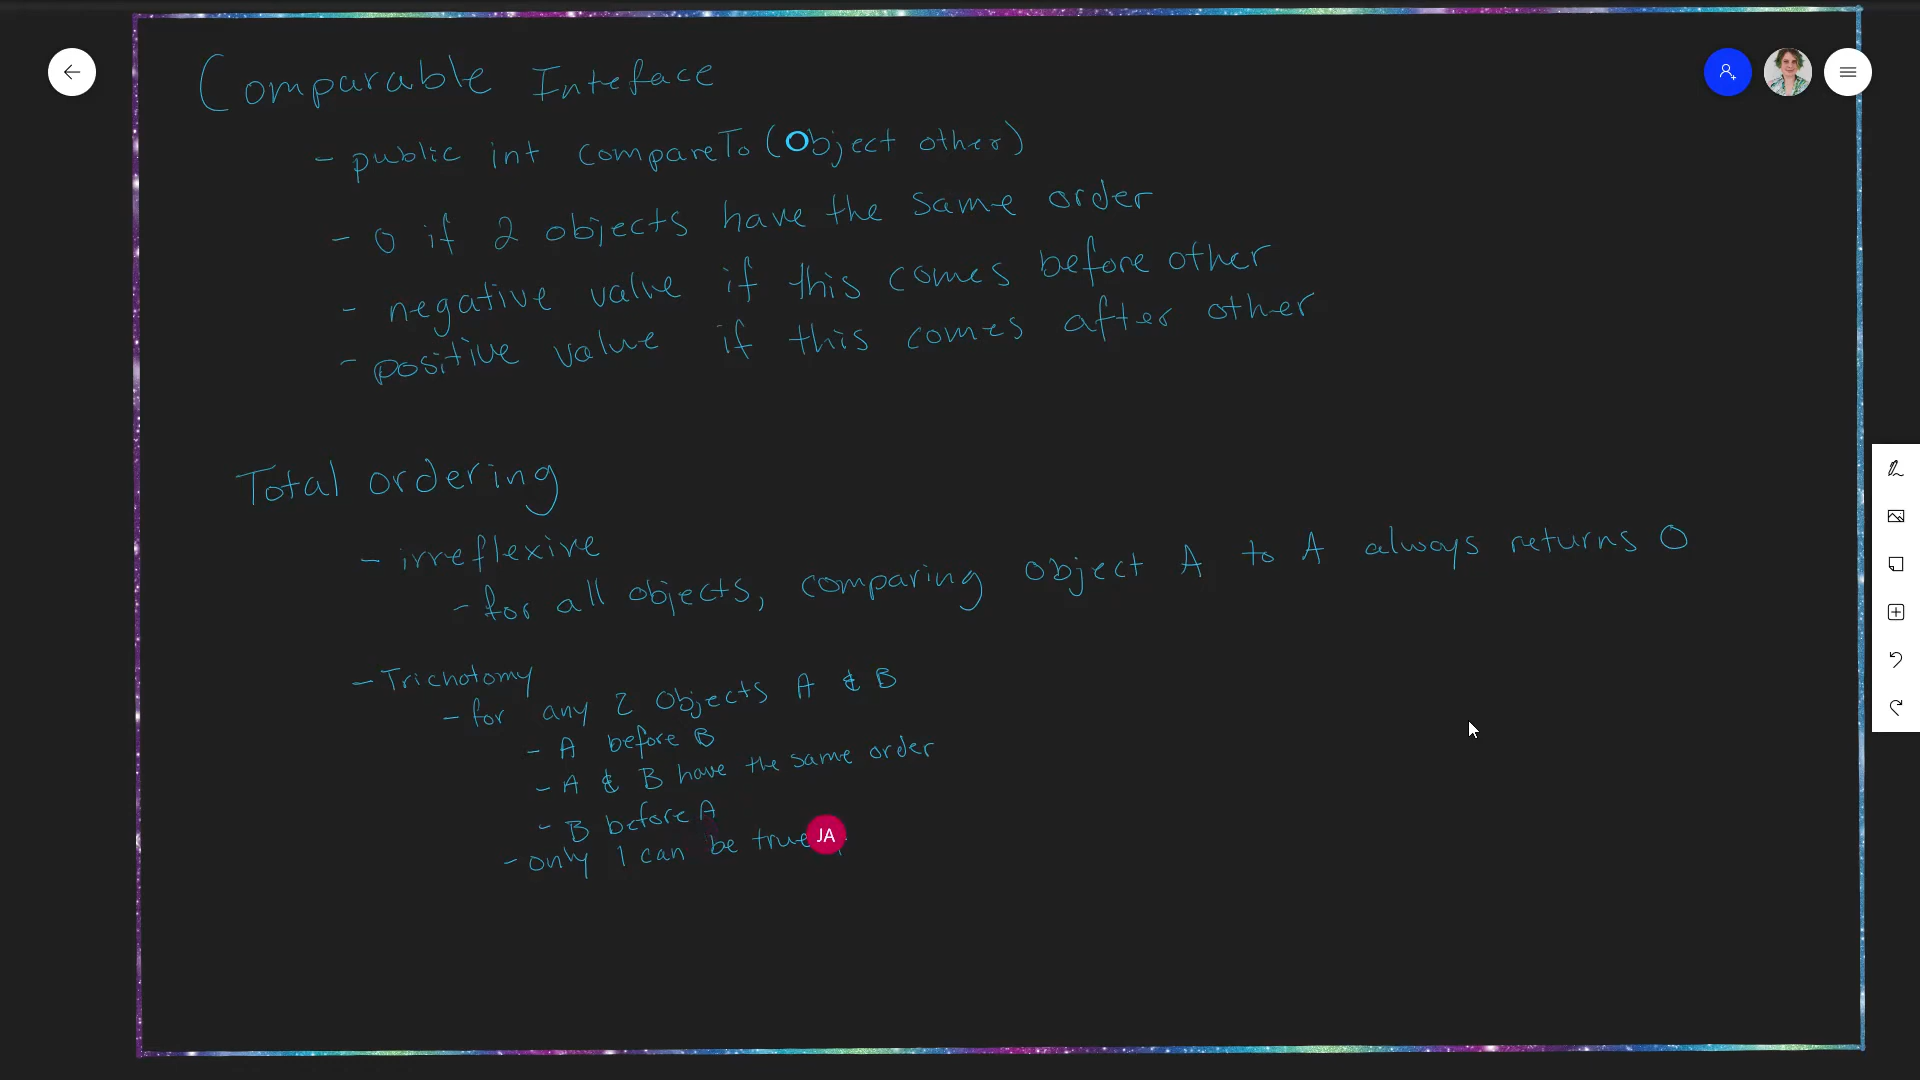 Comparable Inteface
- public int compareTo (Object other)
- 0 if 2 objects have the same order
- negative value if this comes before other
- positive value if this comes after other
Total ordering
- irreflexive
- for all objects, comparing object A to A always returns 0
- Trichotomy
- for any 2 Objects A & B
- A before B
- A & B have the same order
- B before A
- only 1 can be true
JA